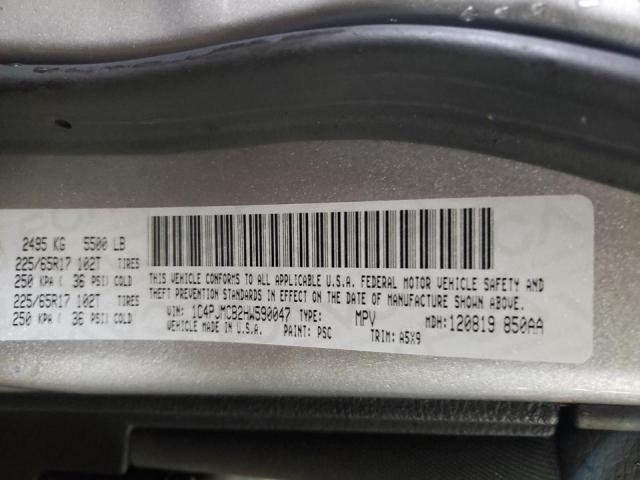 2495 KG 5500 LB
225/65R17 102T TIRES
250 KPA ( 36 PSI) COLD
225/65R17 102T TIRES
250 KPA ( 36 PSI) COLD
THIS VEHICLE CONFORMS TO ALL APPLICABLE U.S.A. FEDERAL MOTOR VEHICLE SAFETY AND
THEFT PREVENTION STANDARDS IN EFFECT ON THE DATE OF MANUFACTURE SHOWN ABOVE.
VIN: 1C4PJMCB2HW590047 TYPE: MPV MDH: 120819 850AA
MADE IN U.S.A. PAINT: PSC TRIM: A5X9